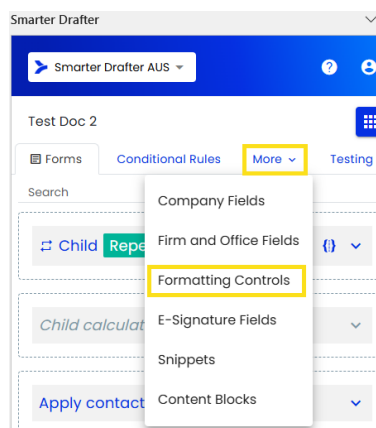 Smarter Drafter
Smarter Drafter AUS
Test Doc 2
Forms Conditional Rules More Testing
Search
Company Fields
Child Repe
Firm and Office Fields
Formatting Controls
Child calculat
E-Signature Fields
Snippets
Apply contact
Content Blocks